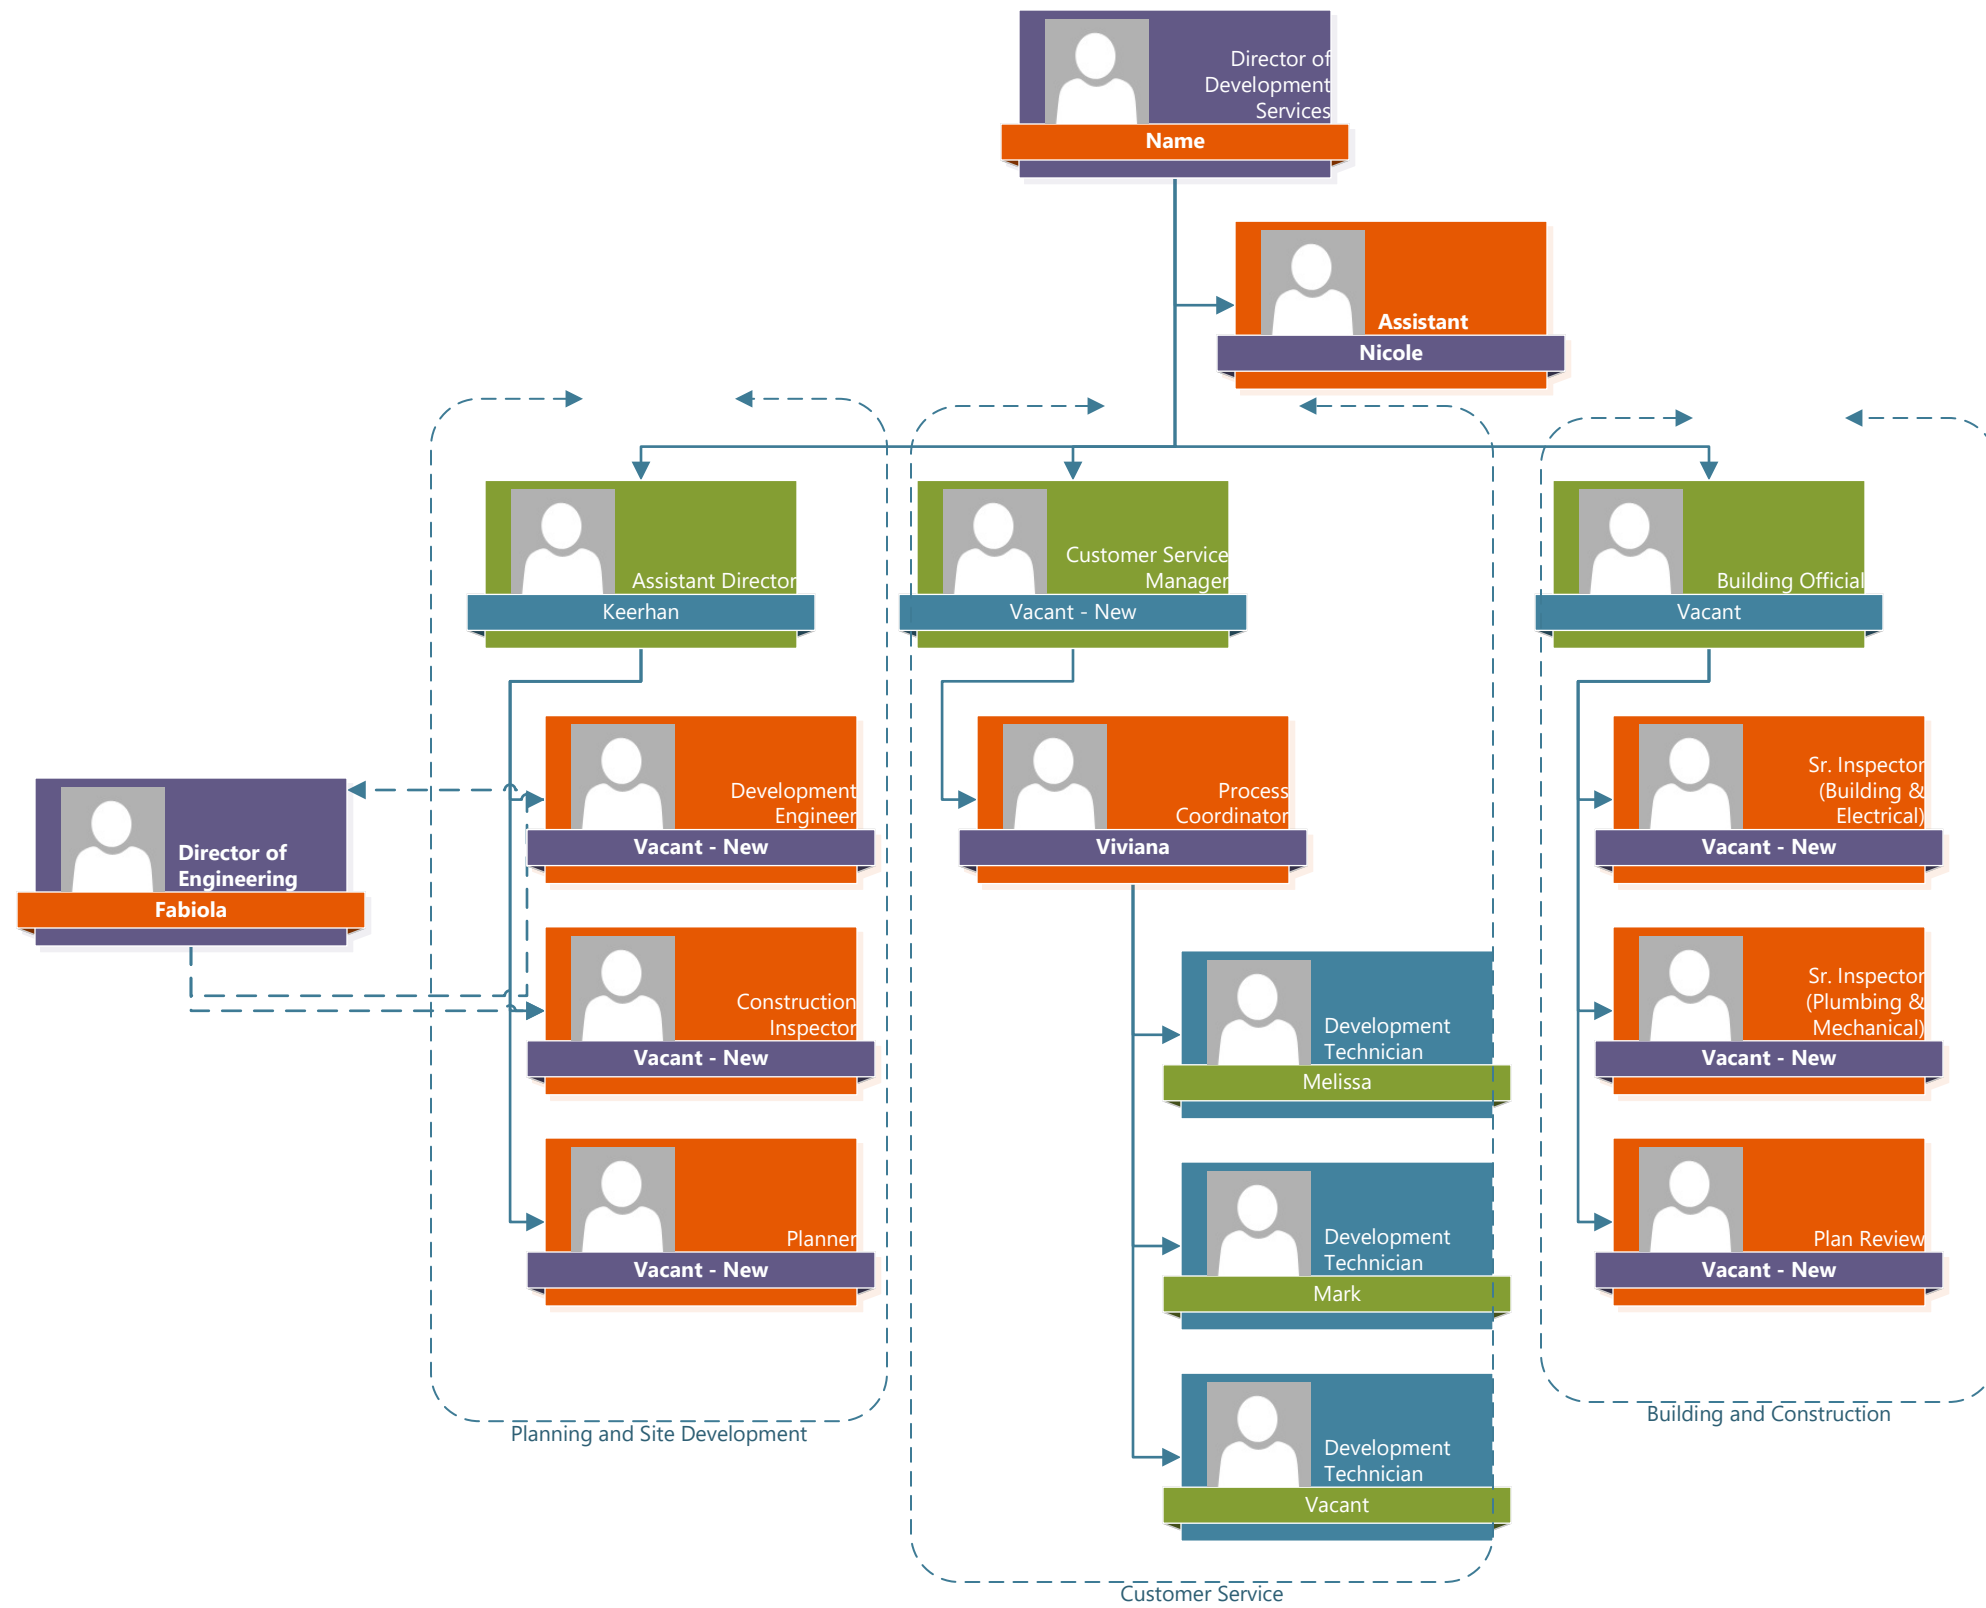 Director of
Development
Services
Name
Assistant
Nicole
Assistant Director
Keerhan
Customer Service
Manager
Vacant - New
Building Official
Vacant
Director of
Engineering
Fabiola
Development
Engineer
Vacant - New
Construction
Inspector
Vacant - New
Planner
Vacant - New
Planning and Site Development
Process
Coordinator
Viviana
Development
Technician
Melissa
Development
Technician
Mark
Development
Technician
Vacant
Customer Service
Sr. Inspector
(Building &
Electrical)
Vacant - New
Sr. Inspector
(Plumbing &
Mechanical)
Vacant - New
Plan Review
Vacant - New
Building and Construction